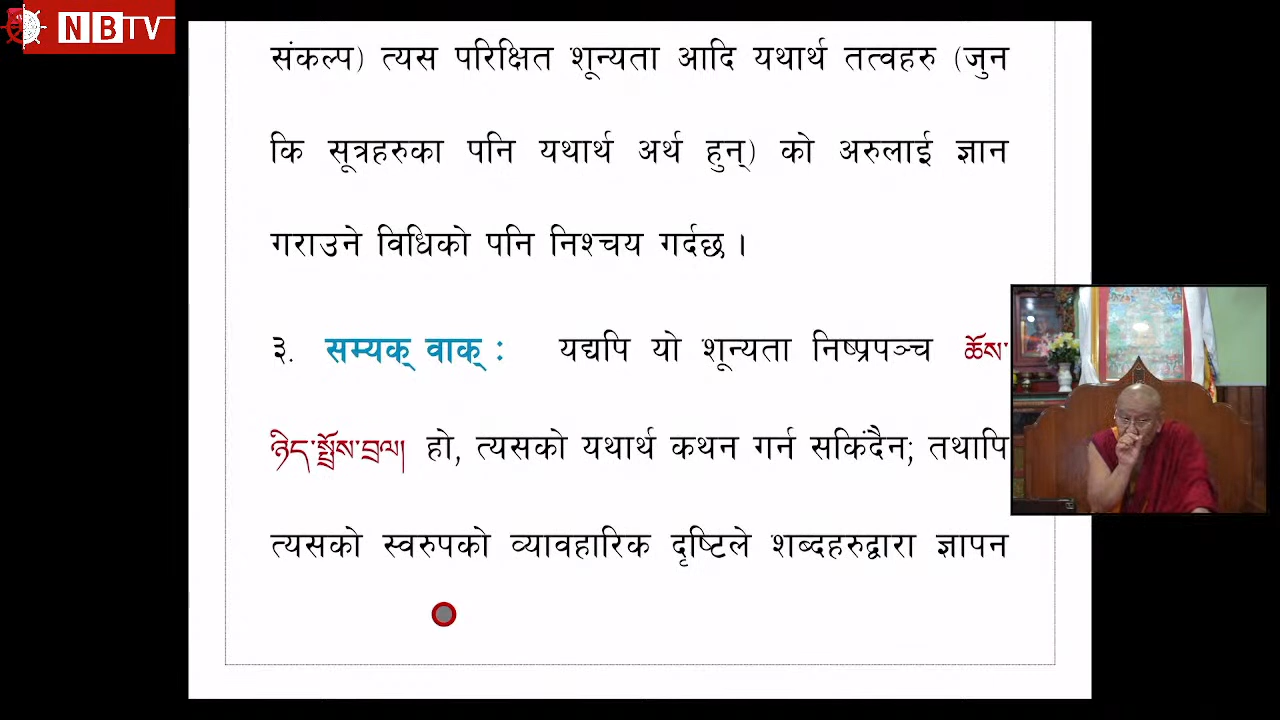 NBTV
संकल्प) त्यस परिक्षित शून्यता आदि यथार्थ तत्वहरु (जुन
कि सूत्रहरुका पनि यथार्थ अर्थ हुन्) को अरुलाई ज्ञान
गराउने विधिको पनि निश्चय गर्दछ ।
३. सम्यक् वाक् : यद्यपि यो शून्यता निष्प्रपञ्च ཆོས་
ཉིད་སྤྲོས་བྲལ། हो, त्यसको यथार्थ कथन गर्न सकिंदैन; तथापि
त्यसको स्वरुपको व्यावहारिक दृष्टिले शब्दहरुद्वारा ज्ञापन